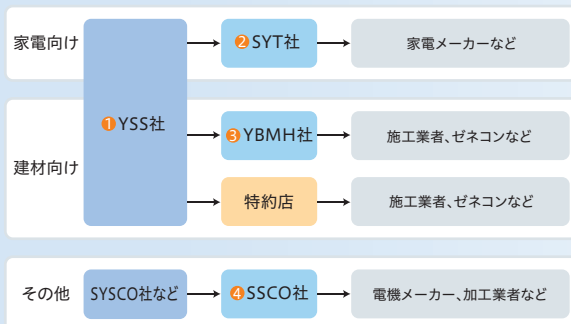 家電向け
❶YSS社
❷SYT社
家電メーカーなど
建材向け
❸YBMH社
施工業者、ゼネコンなど
特約店
施工業者、ゼネコンなど
その他
SYSCO社など
❹SSCO社
電機メーカー、加工業者など